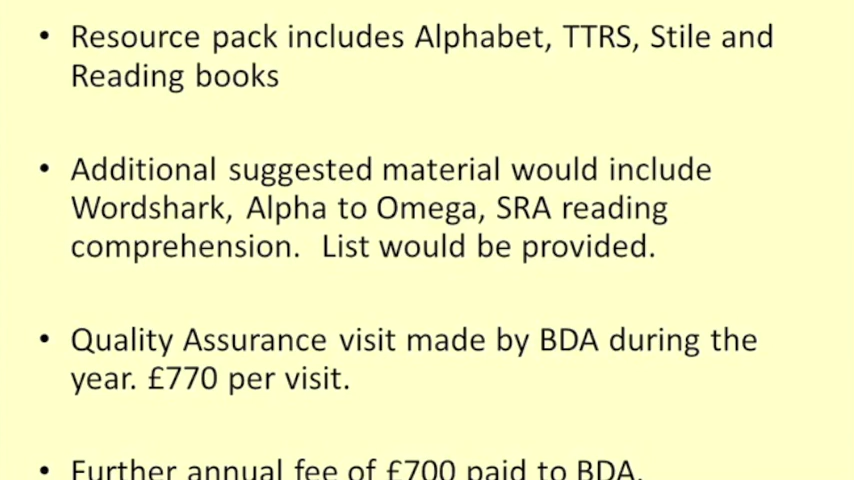 • Resource pack includes Alphabet, TTRS, Stile and
Reading books
• Additional suggested material would include
Wordshark, Alpha to Omega, SRA reading
comprehension.  List would be provided.
• Quality Assurance visit made by BDA during the
year. £770 per visit.
• Further annual fee of £700 paid to BDA.